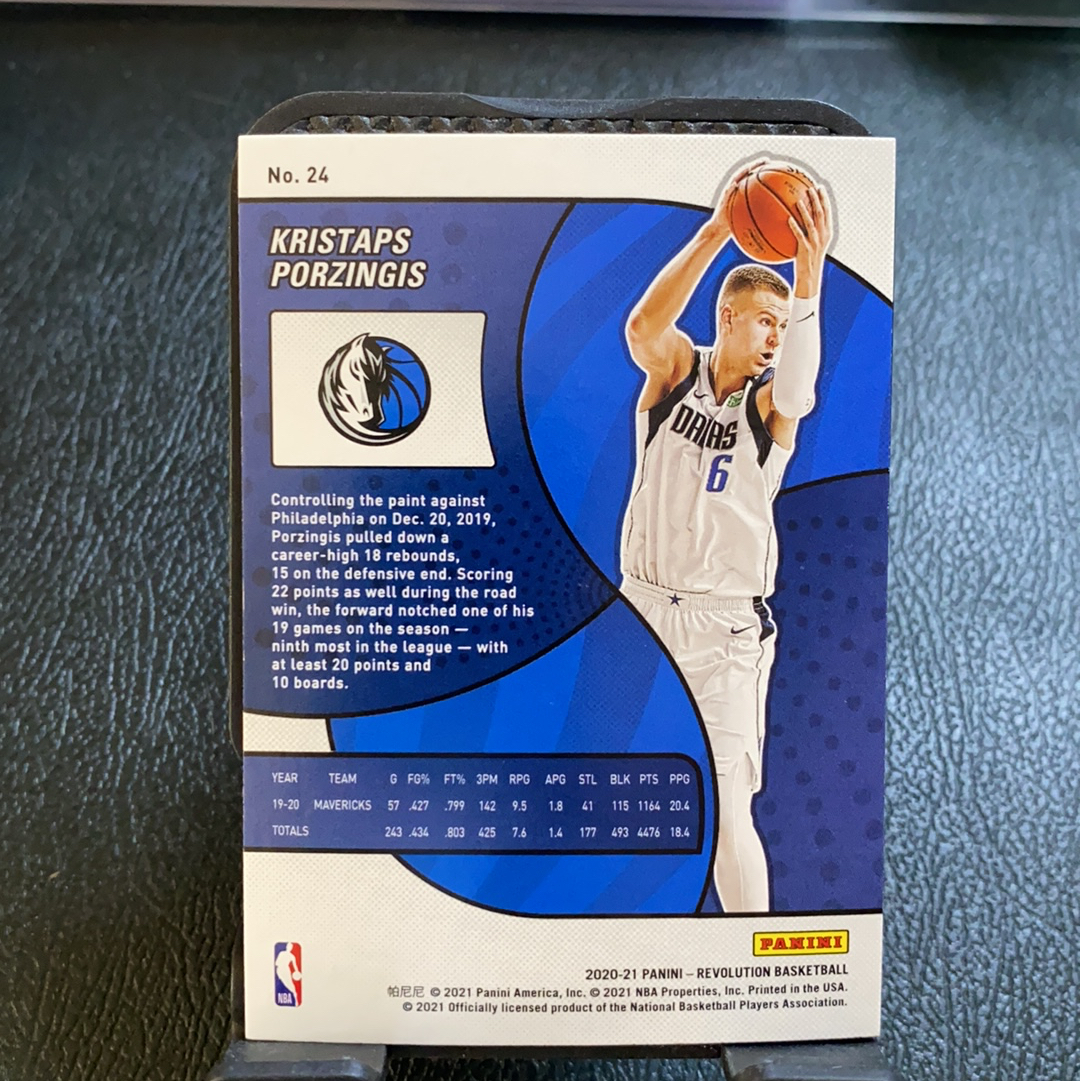 No. 24
KRISTAPS
PORZINGIS
DALLAS
6
Controlling the paint against
Philadelphia on Dec. 20, 2019,
Porzingis pulled down a
career-high 18 rebounds,
15 on the defensive end. Scoring
22 points as well during the road
win, the forward notched one of his
19 games on the season —
ninth most in the league — with
at least 20 points and
10 boards.
YEAR TEAM G FG% FT% 3PM RPG APG STL BLK PTS PPG
19-20 MAVERICKS 57 .427 .799 142 9.5 1.8 41 115 1164 20.4
TOTALS 243 .434 .803 425 7.6 1.4 177 493 4476 18.4
PANINI
NBA
2020-21 PANINI – REVOLUTION BASKETBALL
帕尼尼 © 2021 Panini America, Inc. © 2021 NBA Properties, Inc. Printed in the USA.
© 2021 Officially licensed product of the National Basketball Players Association.